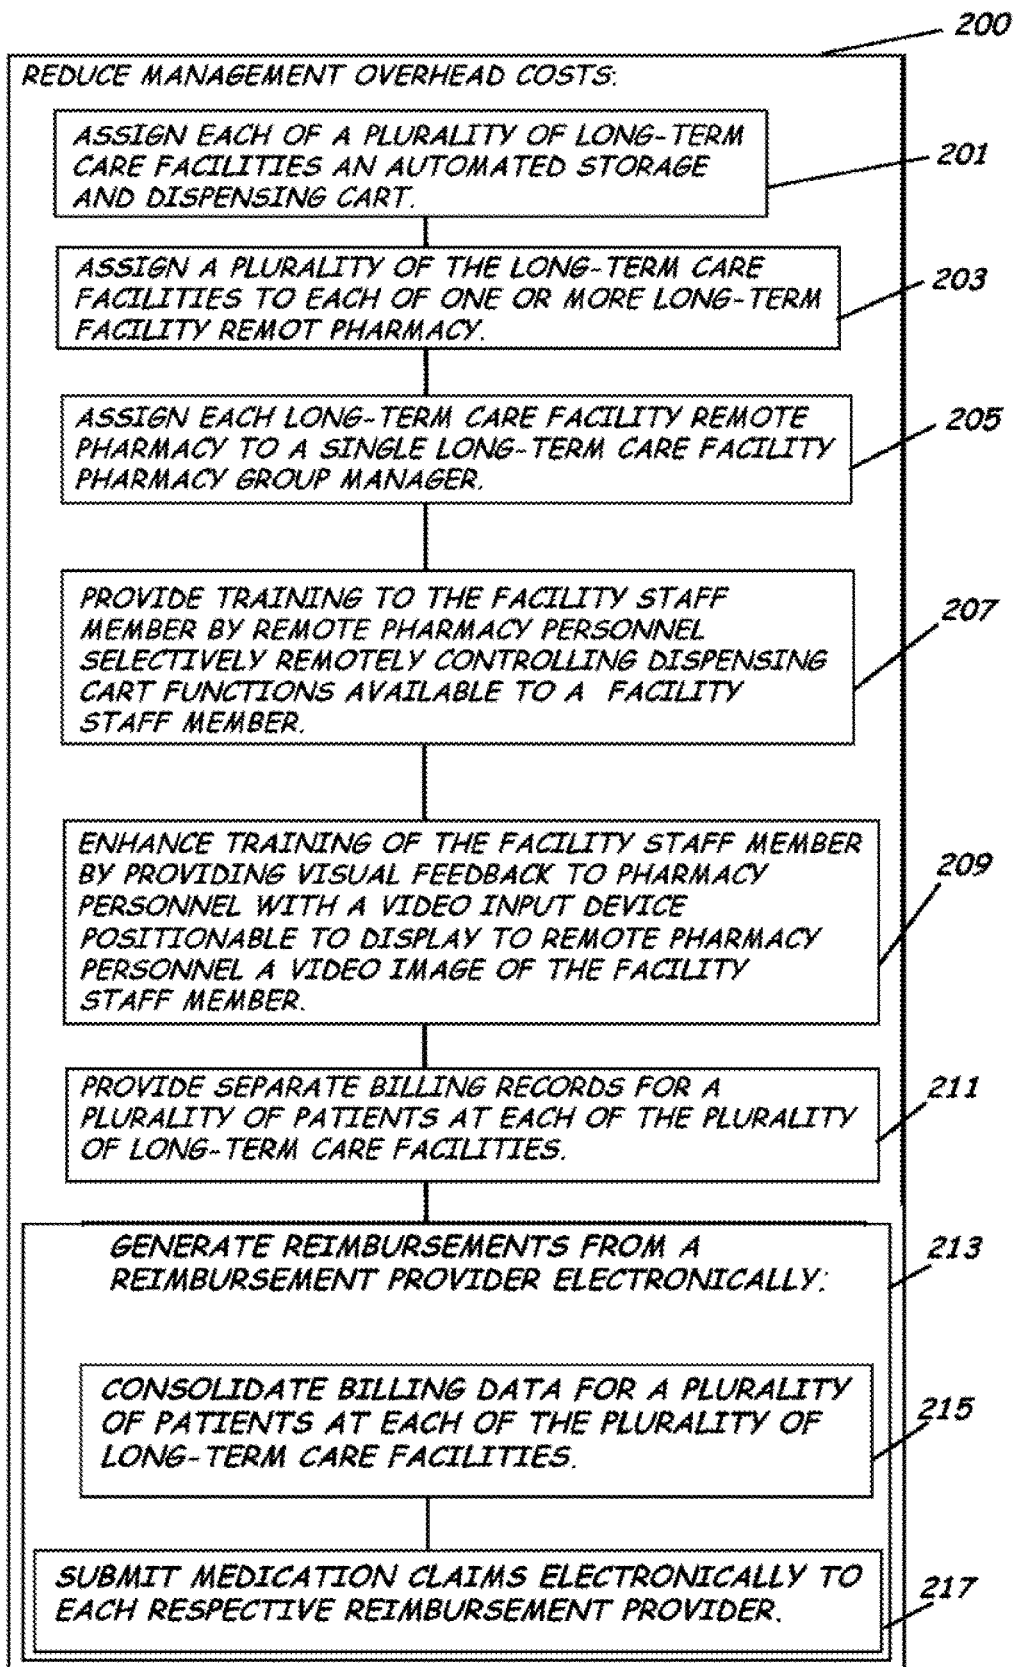 200
REDUCE MANAGEMENT OVERHEAD COSTS:
ASSIGN EACH OF A PLURALITY OF LONG-TERM
CARE FACILITIES AN AUTOMATED STORAGE
AND DISPENSING CART.
201
ASSIGN A PLURALITY OF THE LONG-TERM CARE
FACILITIES TO EACH OF ONE OR MORE LONG-TERM
FACILITY REMOT PHARMACY.
203
ASSIGN EACH LONG-TERM CARE FACILITY REMOTE
PHARMACY TO A SINGLE LONG-TERM CARE FACILITY
PHARMACY GROUP MANAGER.
205
PROVIDE TRAINING TO THE FACILITY STAFF
MEMBER BY REMOTE PHARMACY PERSONNEL
SELECTIVELY REMOTELY CONTROLLING DISPENSING
CART FUNCTIONS AVAILABLE TO A FACILITY
STAFF MEMBER.
207
ENHANCE TRAINING OF THE FACILITY STAFF MEMBER
BY PROVIDING VISUAL FEEDBACK TO PHARMACY
PERSONNEL WITH A VIDEO INPUT DEVICE
POSITIONABLE TO DISPLAY TO REMOTE PHARMACY
PERSONNEL A VIDEO IMAGE OF THE FACILITY
STAFF MEMBER.
209
PROVIDE SEPARATE BILLING RECORDS FOR A
PLURALITY OF PATIENTS AT EACH OF THE PLURALITY
OF LONG-TERM CARE FACILITIES.
211
GENERATE REIMBURSEMENTS FROM A
REIMBURSEMENT PROVIDER ELECTRONICALLY:
213
CONSOLIDATE BILLING DATA FOR A PLURALITY
OF PATIENTS AT EACH OF THE PLURALITY OF
LONG-TERM CARE FACILITIES.
215
SUBMIT MEDICATION CLAIMS ELECTRONICALLY TO
EACH RESPECTIVE REIMBURSEMENT PROVIDER.
217